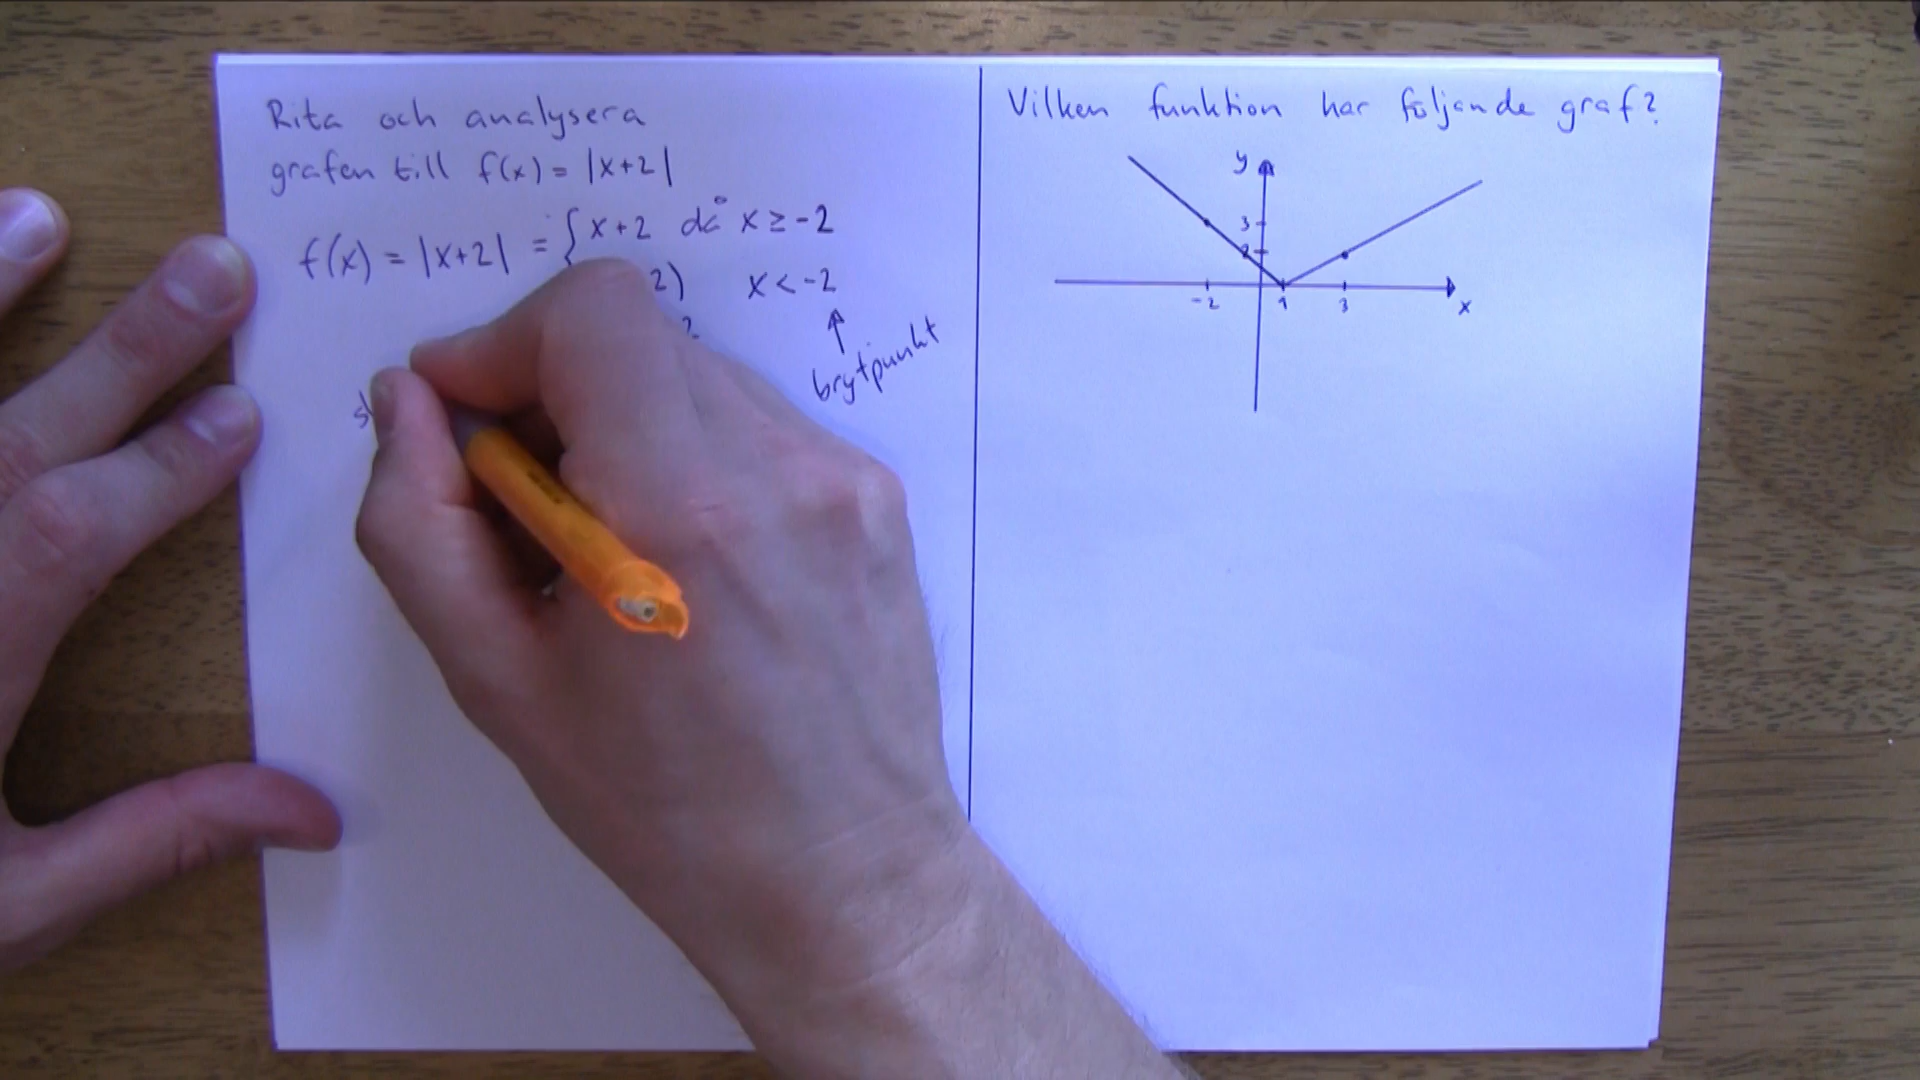 Rita och analysera
grafen till f(x) = |x+2|
f(x) = |x+2| = { x+2 då x ≥ -2
2) x < -2
?
brytpunkt
Vilken funktion har följande graf?
y
3
2
-2 1 3
x